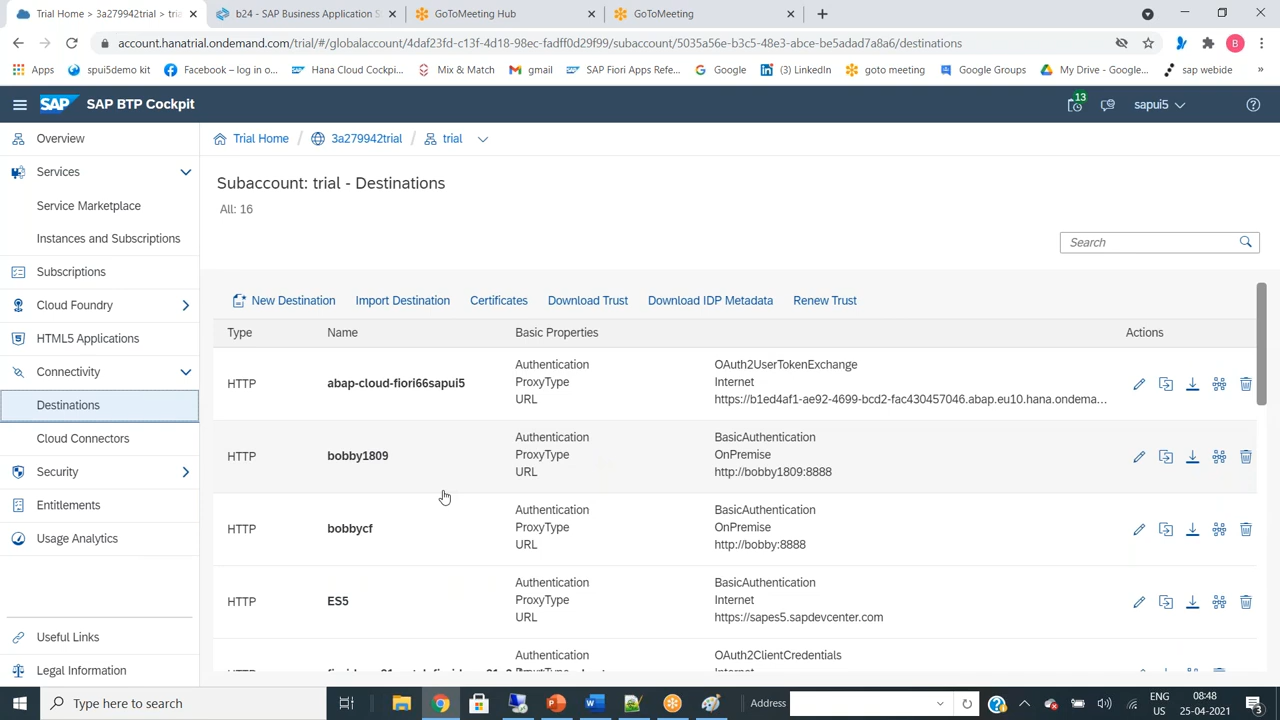 Trial Home > 3a279942trial > tria
b24 - SAP Business Application S
GoToMeeting Hub
GoToMeeting
account.hanatrial.ondemand.com/trial/#/globalaccount/4daf23fd-c13f-4d18-98ec-fadff0d29f99/subaccount/5035a56e-b3c5-48e3-abce-be5adad7a8a6/destinations
B
Apps
spui5demo kit
Facebook – log in o...
Hana Cloud Cockpi...
Mix & Match
gmail
SAP Fiori Apps Refe...
Google
(3) LinkedIn
goto meeting
Google Groups
My Drive - Google...
sap webide
»
SAP
SAP BTP Cockpit
13
sapui5
Overview
Services
Service Marketplace
Instances and Subscriptions
Subscriptions
Cloud Foundry
HTML5 Applications
Connectivity
Destinations
Cloud Connectors
Security
Entitlements
Usage Analytics
Useful Links
Legal Information
Trial Home / 3a279942trial / trial
Subaccount: trial - Destinations
All: 16
Search
New Destination Import Destination Certificates Download Trust Download IDP Metadata Renew Trust
Type Name Basic Properties Actions
HTTP abap-cloud-fiori66sapui5
Authentication OAuth2UserTokenExchange
ProxyType Internet
URL https://b1ed4af1-ae92-4699-bcd2-fac430457046.abap.eu10.hana.ondema...
HTTP bobby1809
Authentication BasicAuthentication
ProxyType OnPremise
URL http://bobby1809:8888
HTTP bobbycf
Authentication BasicAuthentication
ProxyType OnPremise
URL http://bobby:8888
HTTP ES5
Authentication BasicAuthentication
ProxyType Internet
URL https://sapes5.sapdevcenter.com
Authentication OAuth2ClientCredentials
Type here to search
Address
ENG
US
08:48
25-04-2021
3